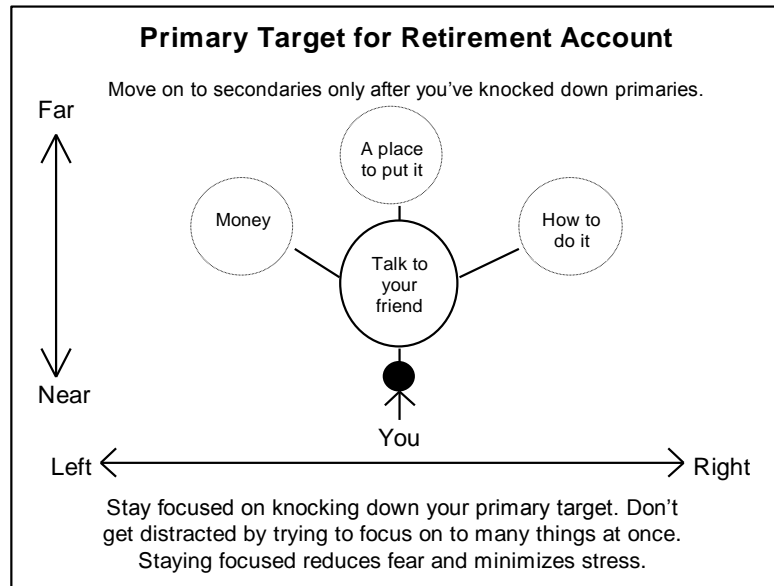 Primary Target for Retirement Account
Move on to secondaries only after you've knocked down primaries.
Far
A place
to put it
Money
How to
do it
Talk to
your
friend
Near
You
Left
Right
Stay focused on knocking down your primary target. Don't
get distracted by trying to focus on to many things at once.
Staying focused reduces fear and minimizes stress.